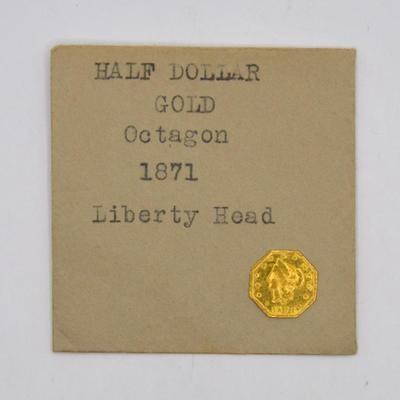 HALF DOLLAR
GOLD
Octagon
1871
Liberty Head